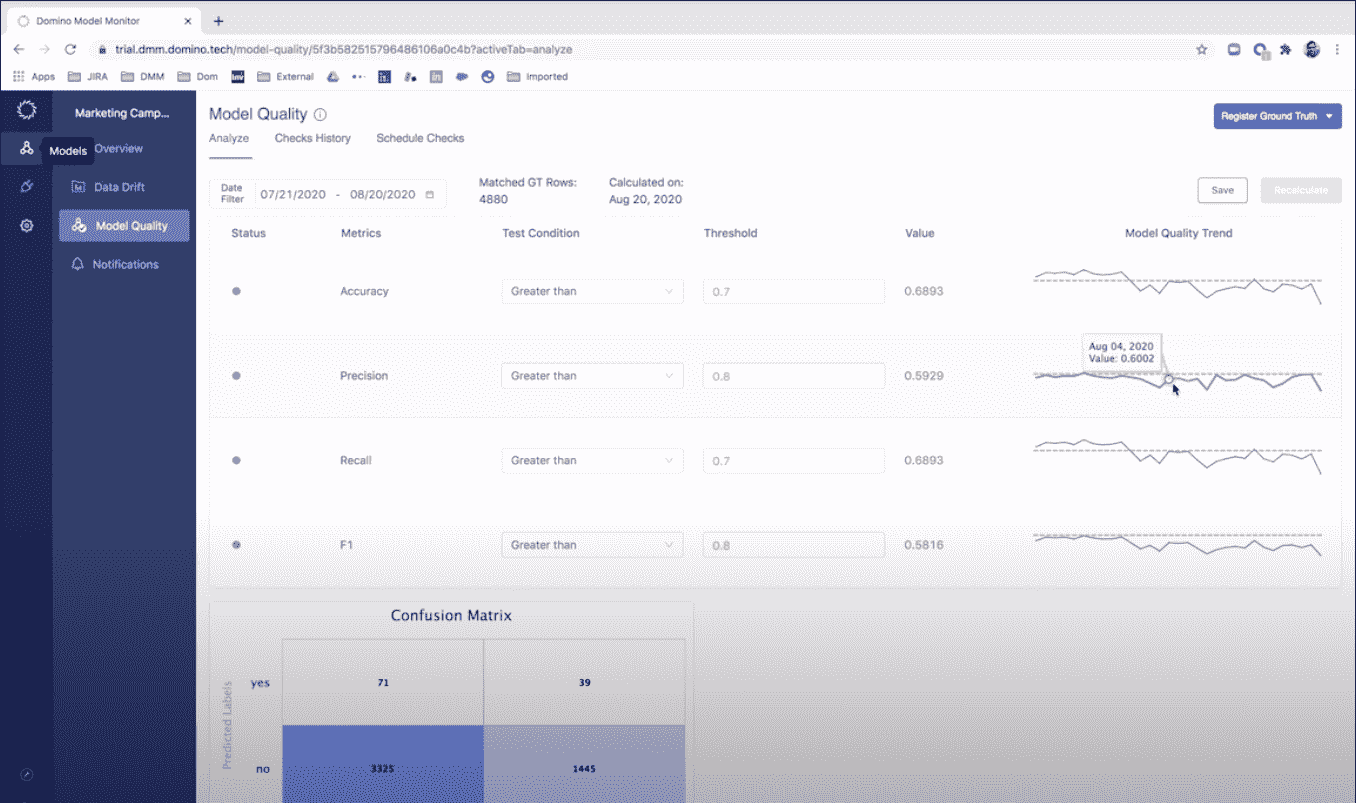 Domino Model Monitor
trial.dmm.domino.tech/model-quality/5f3b582515796486106a0c4b?activeTab=analyze
Apps JIRA DMM Dom External Imported
Marketing Camp...
Models
Overview
Data Drift
Model Quality
Notifications
Model Quality
Register Ground Truth
Analyze Checks History Schedule Checks
Date Filter 07/21/2020 - 08/20/2020
Matched GT Rows:
4880
Calculated on:
Aug 20, 2020
Save Recalculate
Status Metrics Test Condition Threshold Value Model Quality Trend
Accuracy Greater than 0.7 0.6893
Aug 04, 2020
Value: 0.6002
Precision Greater than 0.8 0.5929
Recall Greater than 0.7 0.6893
F1 Greater than 0.8 0.5816
Confusion Matrix
Predicted Labels
yes 71 39
no 3325 1445